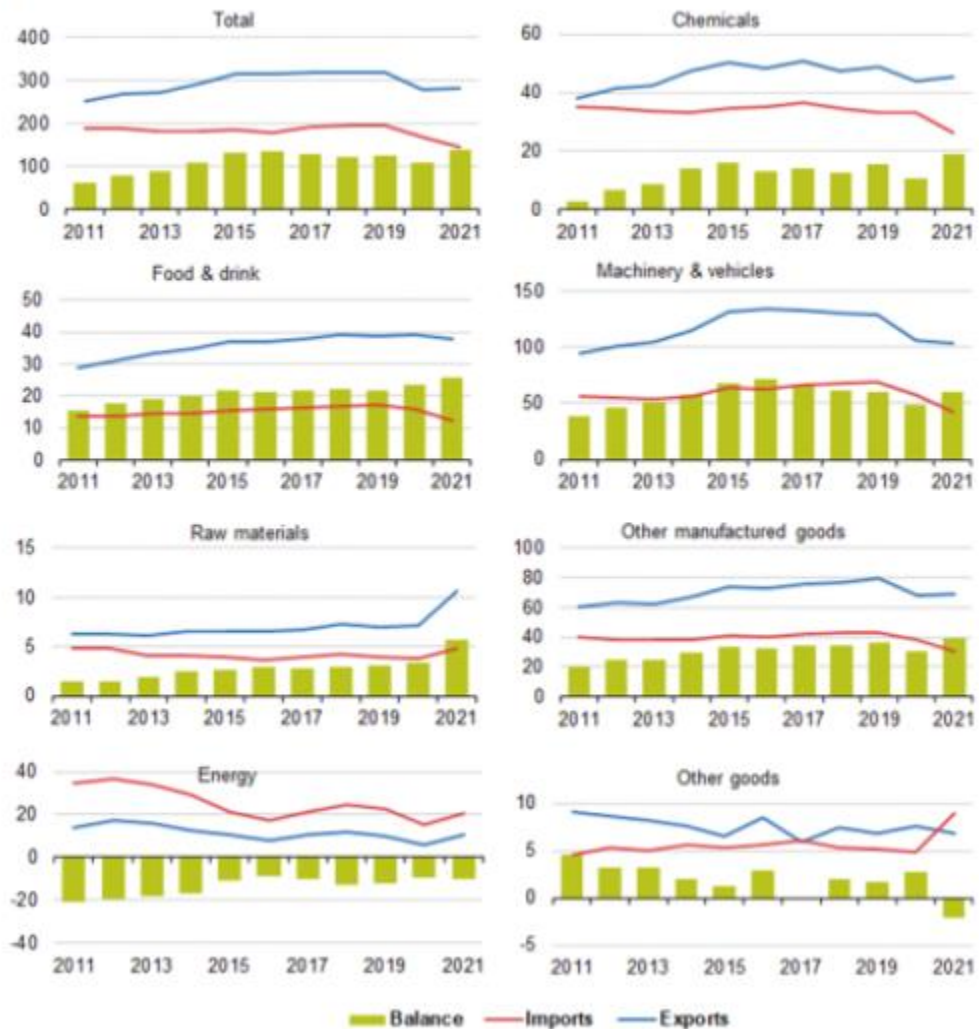 Total
400
300
200
100
0
2011 2013 2015 2017 2019 2021
Chemicals
60
40
20
0
2011 2013 2015 2017 2019 2021
Food & drink
50
40
30
20
10
0
2011 2013 2015 2017 2019 2021
Machinery & vehicles
150
100
50
0
2011 2013 2015 2017 2019 2021
Raw materials
15
10
5
0
2011 2013 2015 2017 2019 2021
Other manufactured goods
100
80
60
40
20
0
2011 2013 2015 2017 2019 2021
Energy
40
20
0
-20
-40
2011 2013 2015 2017 2019 2021
Other goods
10
5
0
-5
2011 2013 2015 2017 2019 2021
Balance Imports Exports